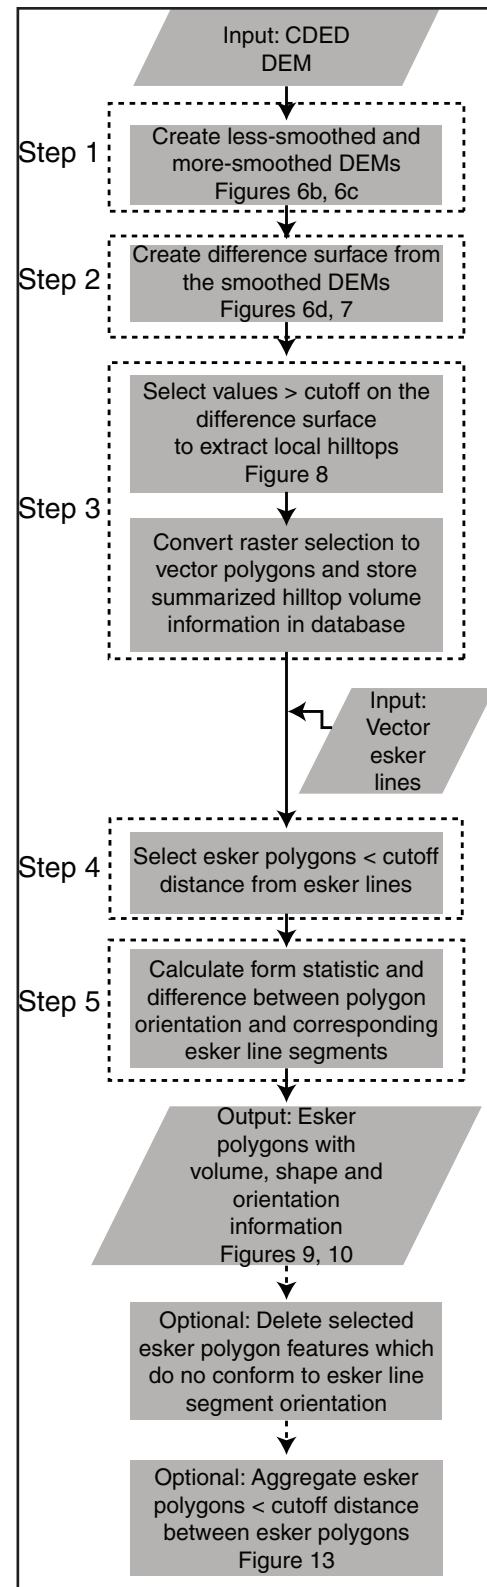 Input: CDED
DEM
Step 1
Create less-smoothed and
more-smoothed DEMs
Figures 6b, 6c
Step 2
Create difference surface from
the smoothed DEMs
Figures 6d, 7
Step 3
Select values > cutoff on the
difference surface
to extract local hilltops
Figure 8
Convert raster selection to
vector polygons and store
summarized hilltop volume
information in database
Input:
Vector
esker
lines
Step 4
Select esker polygons < cutoff
distance from esker lines
Step 5
Calculate form statistic and
difference between polygon
orientation and corresponding
esker line segments
Output: Esker
polygons with
volume, shape and
orientation
information
Figures 9, 10
Optional: Delete selected
esker polygon features which
do no conform to esker line
segment orientation
Optional: Aggregate esker
polygons < cutoff distance
between esker polygons
Figure 13